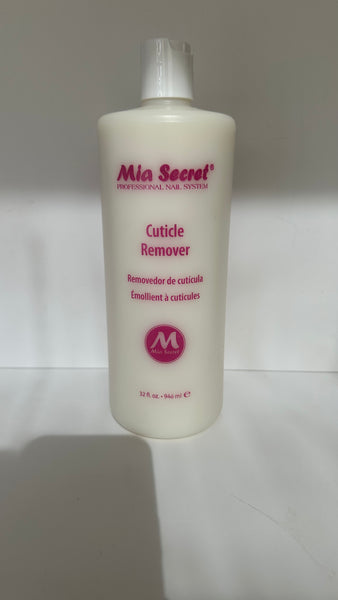 Mia Secret®
PROFESSIONAL NAIL SYSTEM
Cuticle
Remover
Removedor de cutícula
Émollient à cuticules
M
Mia Secret
32 fl. oz. • 946 ml ℮